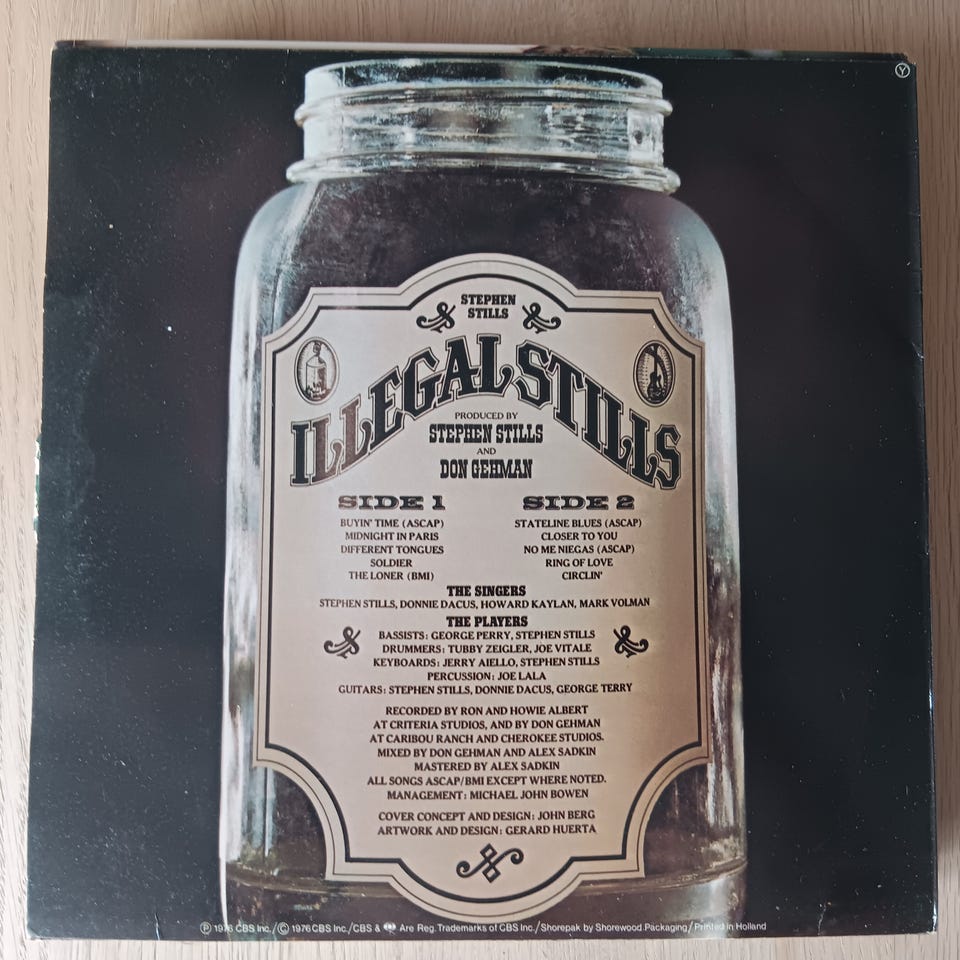 Y
STEPHEN
STILLS
ILLEGAL STILLS
PRODUCED BY
STEPHEN STILLS
AND
DON GEHMAN
SIDE 1
BUYIN' TIME (ASCAP)
MIDNIGHT IN PARIS
DIFFERENT TONGUES
SOLDIER
THE LONER (BMI)
SIDE 2
STATELINE BLUES (ASCAP)
CLOSER TO YOU
NO ME NIEGAS (ASCAP)
RING OF LOVE
CIRCLIN'
THE SINGERS
STEPHEN STILLS, DONNIE DACUS, HOWARD KAYLAN, MARK VOLMAN
THE PLAYERS
BASSISTS: GEORGE PERRY, STEPHEN STILLS
DRUMMERS: TUBBY ZEIGLER, JOE VITALE
KEYBOARDS: JERRY AIELLO, STEPHEN STILLS
PERCUSSION: JOE LALA
GUITARS: STEPHEN STILLS, DONNIE DACUS, GEORGE TERRY
RECORDED BY RON AND HOWIE ALBERT
AT CRITERIA STUDIOS, AND BY DON GEHMAN
AT CARIBOU RANCH AND CHEROKEE STUDIOS.
MIXED BY DON GEHMAN AND ALEX SADKIN
MASTERED BY ALEX SADKIN
ALL SONGS ASCAP/BMI EXCEPT WHERE NOTED.
MANAGEMENT: MICHAEL JOHN BOWEN
COVER CONCEPT AND DESIGN: JOHN BERG
ARTWORK AND DESIGN: GERARD HUERTA
℗ 1976 CBS Inc./© 1976 CBS Inc./CBS & Are Reg. Trademarks of CBS Inc./Shorepak by Shorewood Packaging/Printed in Holland